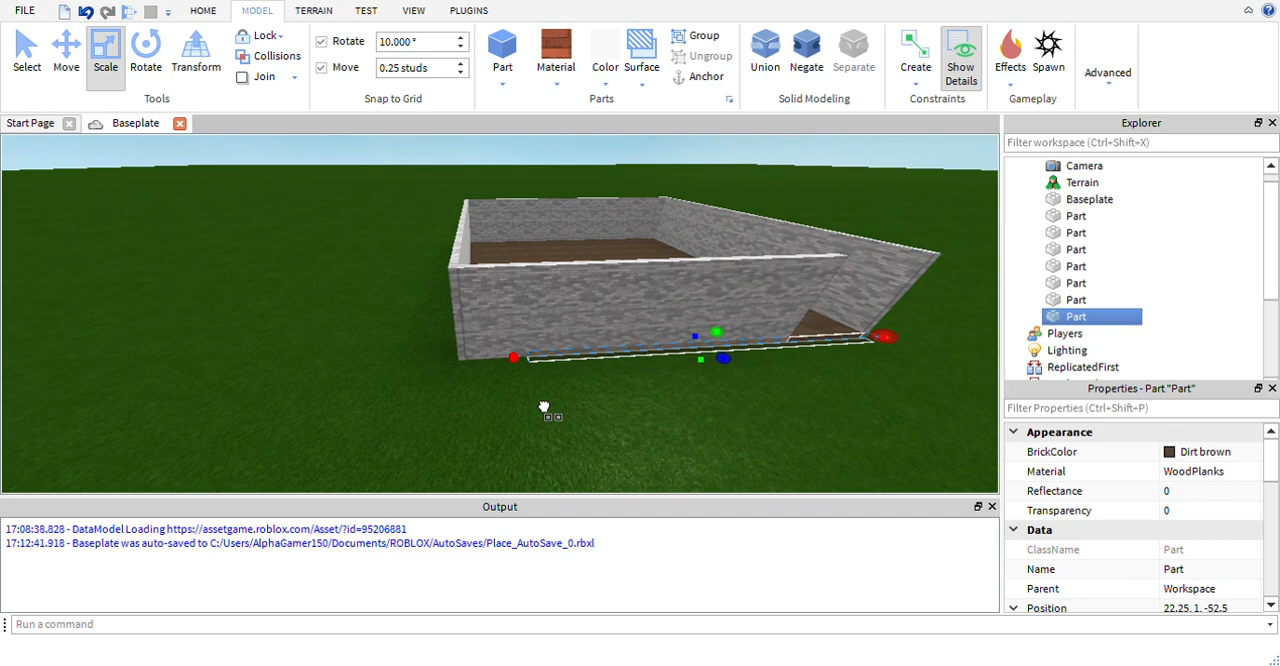 FILE HOME MODEL TERRAIN TEST VIEW PLUGINS
Select Move Scale Rotate Transform
Lock
Collisions
Join
Tools
Rotate 10.000 °
Move 0.25 studs
Snap to Grid
Part Material Color Surface
Group
Ungroup
Anchor
Parts
Union Negate Separate
Solid Modeling
Create Show Details
Constraints
Effects Spawn
Gameplay
Advanced
Start Page Baseplate
Explorer
Filter workspace (Ctrl+Shift+X)
Camera
Terrain
Baseplate
Part
Part
Part
Part
Part
Part
Part
Players
Lighting
ReplicatedFirst
Properties - Part "Part"
Filter Properties (Ctrl+Shift+P)
Appearance
BrickColor Dirt brown
Material WoodPlanks
Reflectance 0
Transparency 0
Data
ClassName Part
Name Part
Parent Workspace
Position 22.25, 1, -52.5
Output
17:08:38.828 - DataModel Loading https://assetgame.roblox.com/Asset/?id=95206881
17:12:41.918 - Baseplate was auto-saved to C:/Users/AlphaGamer150/Documents/ROBLOX/AutoSaves/Place_AutoSave_0.rbxl
Run a command